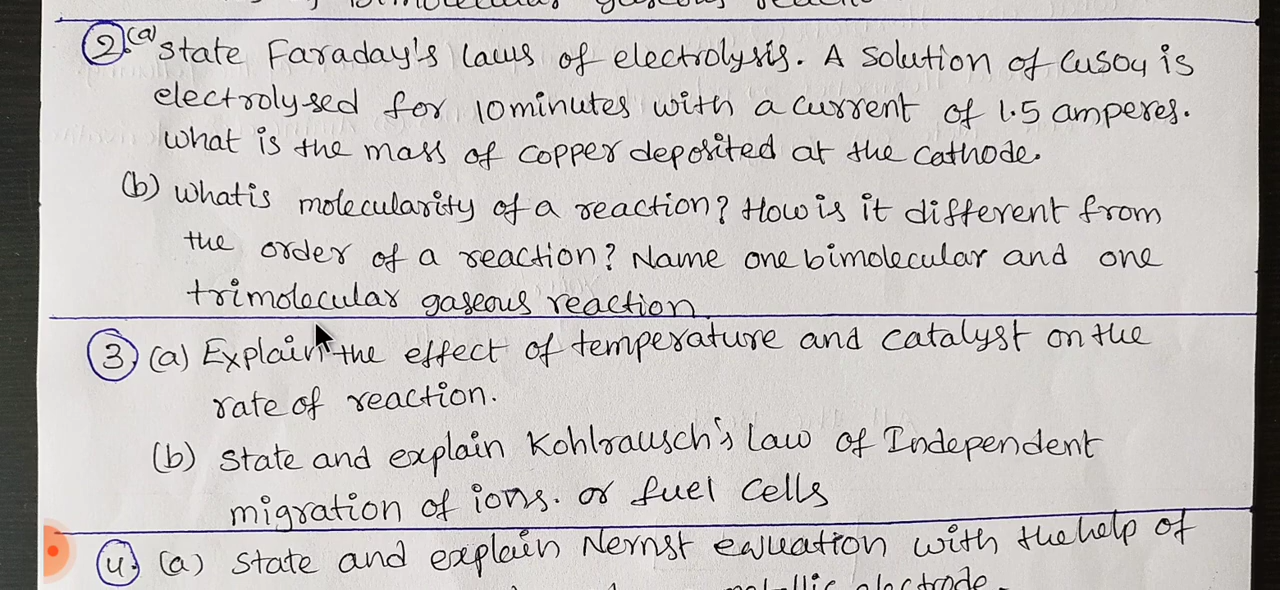 ② (a) State Faraday's laws of electrolysis. A Solution of CuSO4 is
electrolysed for 10 minutes with a current of 1.5 amperes.
what is the mass of copper deposited at the cathode.
(b) what is molecularity of a reaction? How is it different from
the order of a reaction? Name one bimolecular and one
trimolecular gaseous reaction.
③ (a) Explain the effect of temperature and catalyst on the
rate of reaction.
(b) State and explain Kohlrausch's law of Independent
migration of ions. or fuel cells
④ (a) State and explain Nernst equation with the help of
metallic electrode.